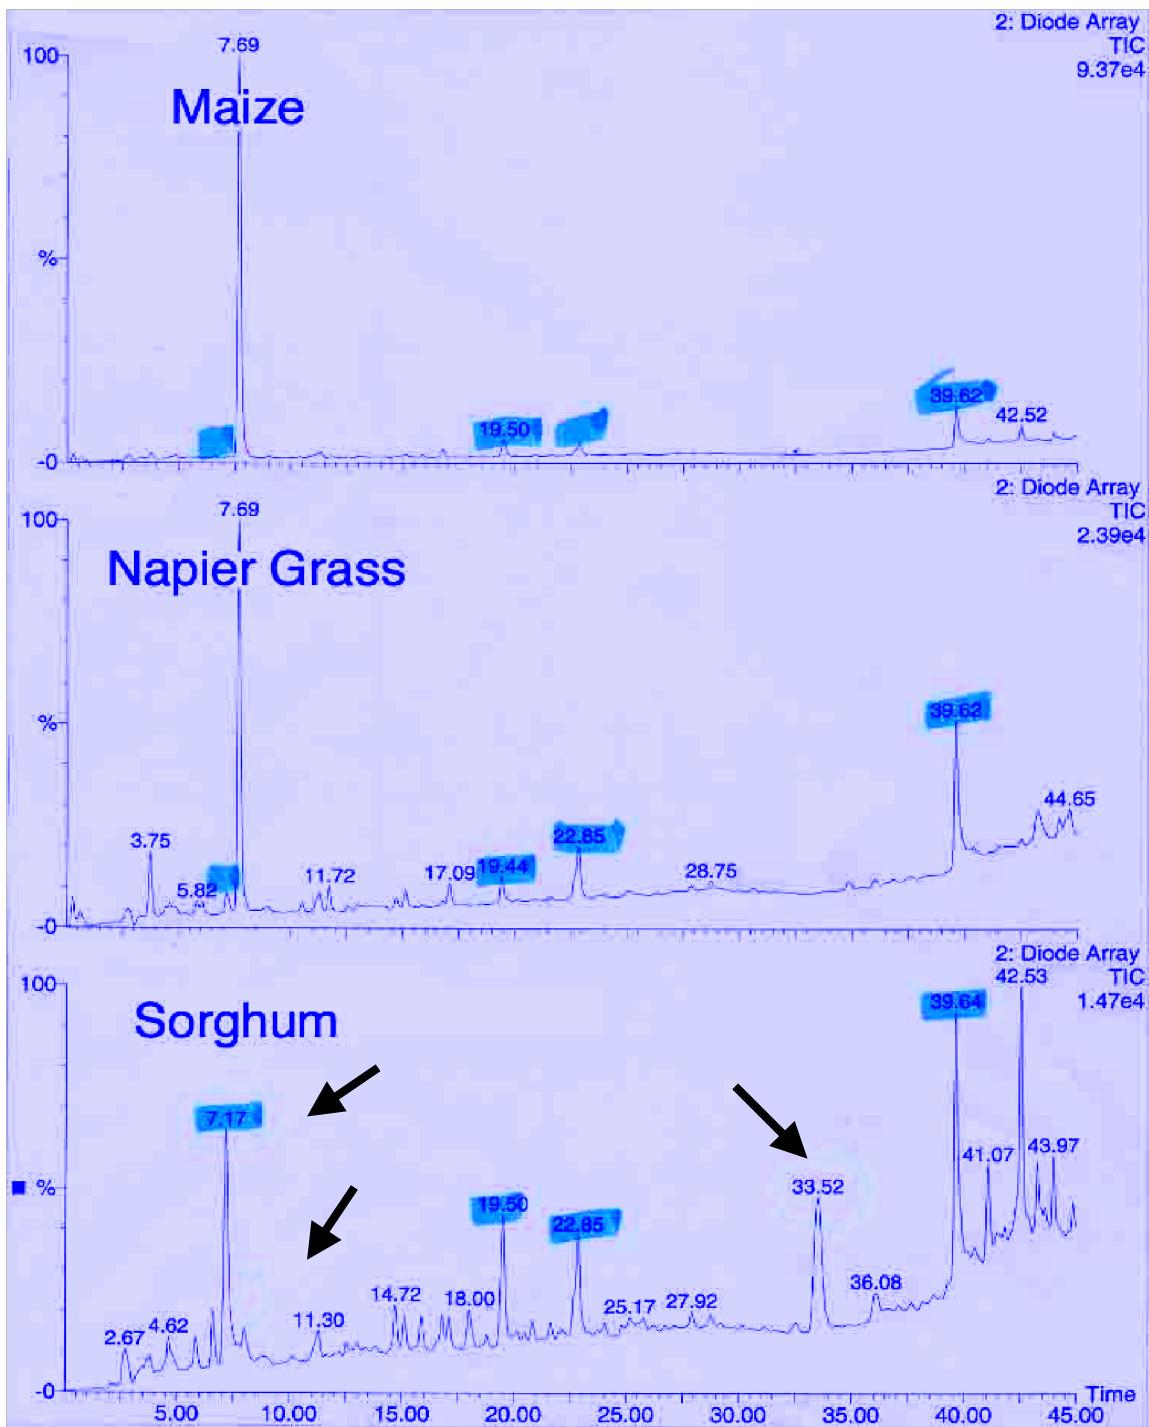 2: Diode Array
TIC
9.37e4
100
7.69
Maize
%
19.50
39.62
42.52
-0
2: Diode Array
TIC
2.39e4
100
7.69
Napier Grass
%
39.62
3.75
5.82
11.72
17.09
19.44
22.85
28.75
44.65
-0
2: Diode Array
TIC
1.47e4
100
42.53
39.64
Sorghum
7.17
%
19.50
22.85
33.52
41.07
43.97
2.67
4.62
11.30
14.72
18.00
25.17
27.92
36.08
-0
Time
5.00 10.00 15.00 20.00 25.00 30.00 35.00 40.00 45.00